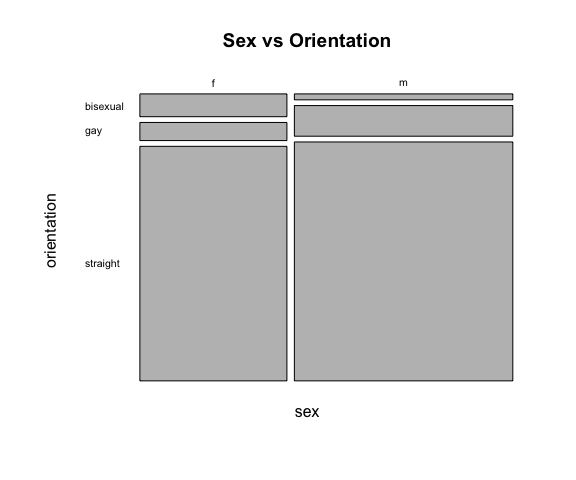 Sex vs Orientation
f
m
bisexual
gay
straight
orientation
sex